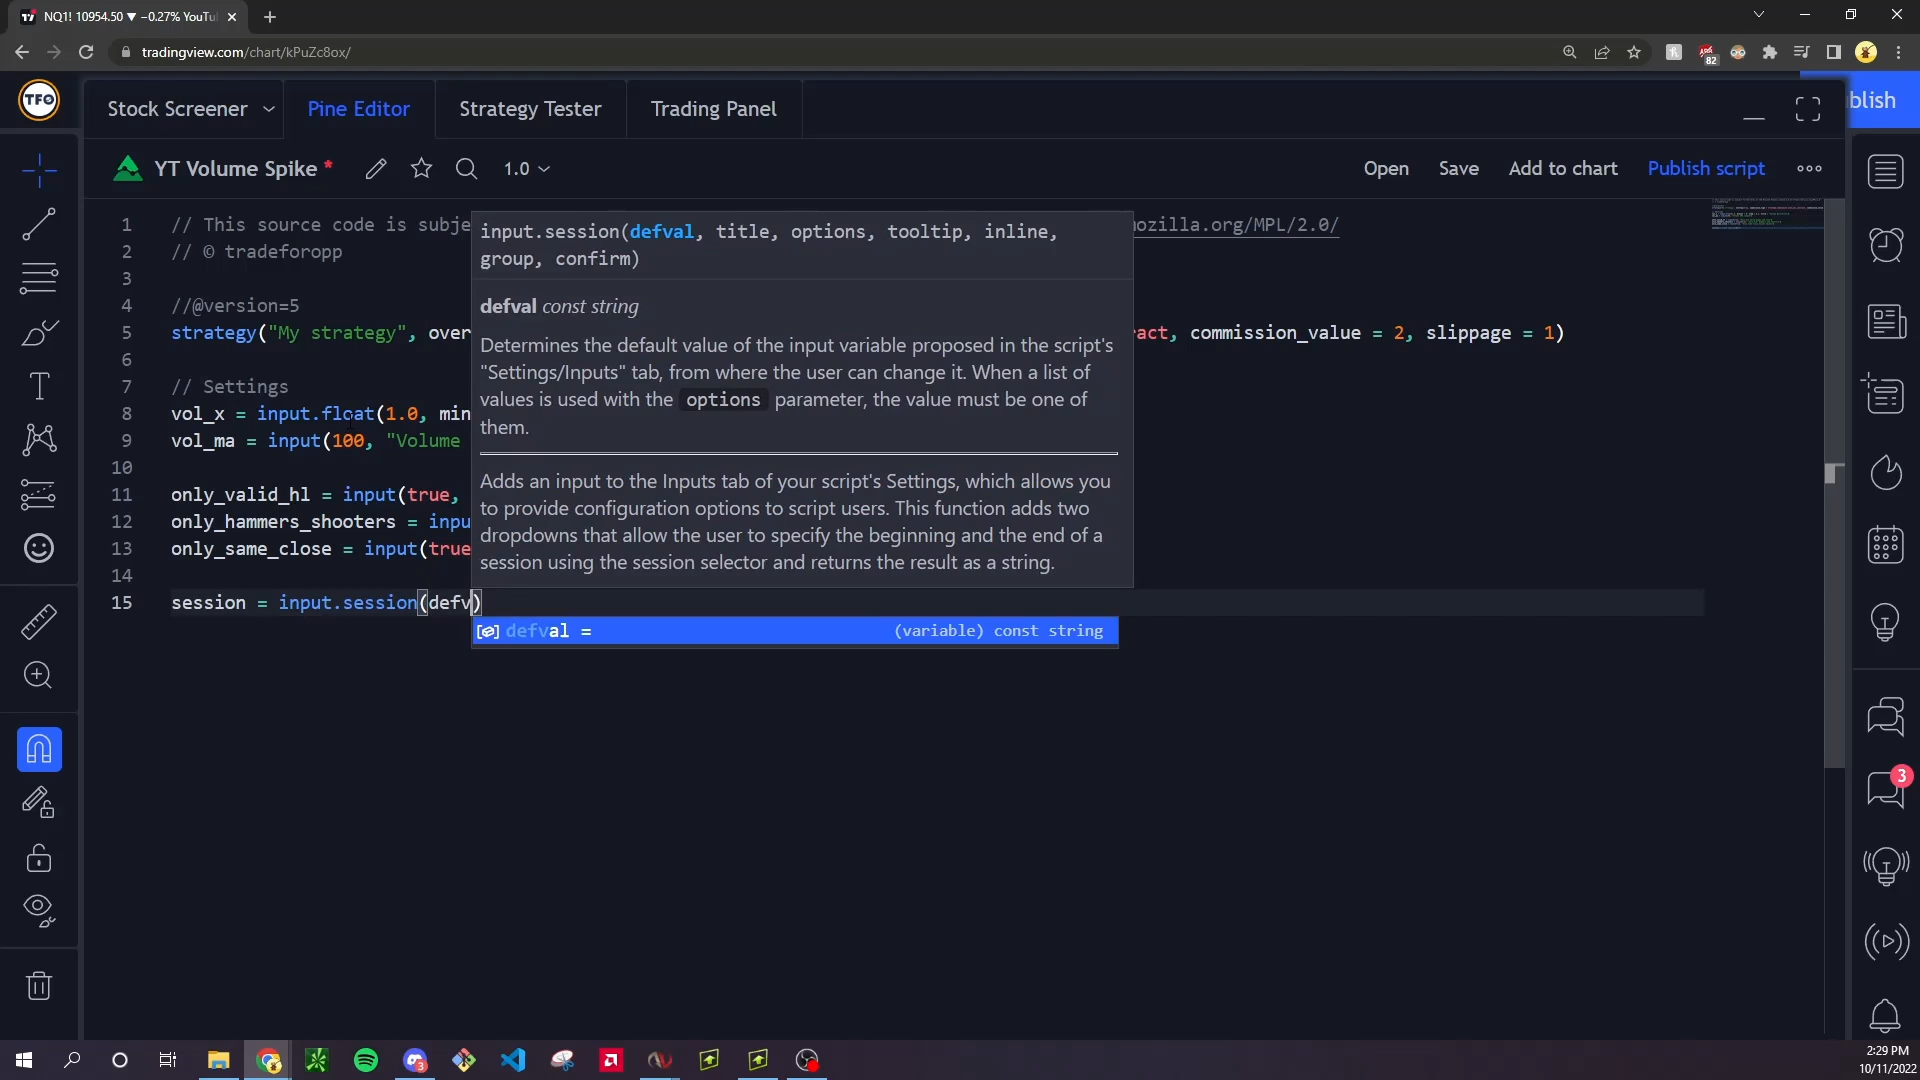 NQ1! 10954.50 ▼ −0.27% YouTu
tradingview.com/chart/kPuZc8ox/
82
TFO
Stock Screener
Pine Editor
Strategy Tester
Trading Panel
blish
YT Volume Spike *
1.0
Open
Save
Add to chart
Publish script
1 // This source code is subje
ozilla.org/MPL/2.0/
2 // © tradeforopp
3
4 //@version=5
5 strategy("My strategy", over
ract, commission_value = 2, slippage = 1)
6
7 // Settings
8 vol_x = input.float(1.0, min
9 vol_ma = input(100, "Volume
10
11 only_valid_hl = input(true,
12 only_hammers_shooters = inpu
13 only_same_close = input(true
14
15 session = input.session(defv)
input.session(defval, title, options, tooltip, inline,
group, confirm)
defval const string
Determines the default value of the input variable proposed in the script's
"Settings/Inputs" tab, from where the user can change it. When a list of
values is used with the options parameter, the value must be one of
them.
Adds an input to the Inputs tab of your script's Settings, which allows you
to provide configuration options to script users. This function adds two
dropdowns that allow the user to specify the beginning and the end of a
session using the session selector and returns the result as a string.
defval =
(variable) const string
3
3
2:29 PM
10/11/2022